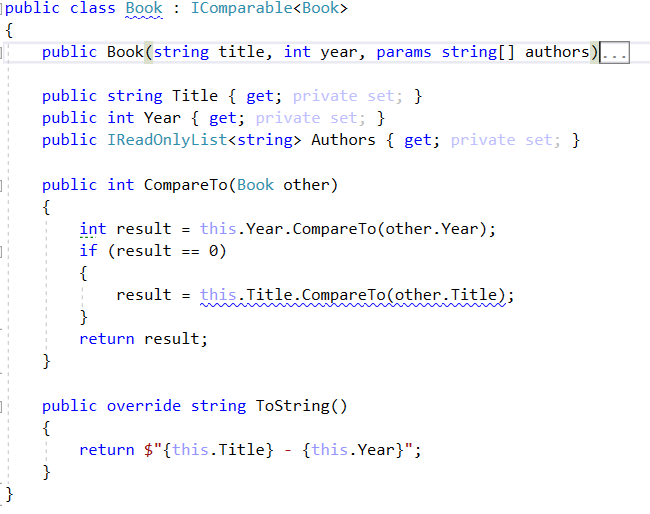 public class Book : IComparable<Book>
{
    public Book(string title, int year, params string[] authors)...

    public string Title { get; private set; }
    public int Year { get; private set; }
    public IReadOnlyList<string> Authors { get; private set; }

    public int CompareTo(Book other)
    {
        int result = this.Year.CompareTo(other.Year);
        if (result == 0)
        {
            result = this.Title.CompareTo(other.Title);
        }
        return result;
    }

    public override string ToString()
    {
        return $"{this.Title} - {this.Year}";
    }
}